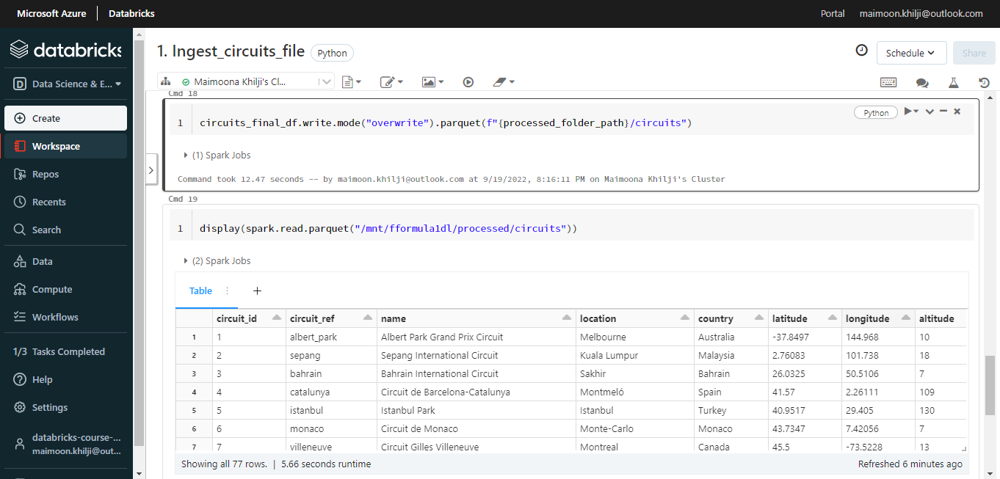 Microsoft Azure | Databricks Portal maimoon.khilji@outlook.com
databricks
Data Science & E...
Create
Workspace
Repos
Recents
Search
Data
Compute
Workflows
1/3 Tasks Completed
Help
Settings
databricks-course-...
maimoon.khilji@out...
1. Ingest_circuits_file Python
Schedule Share
Maimoona Khilji's Cl...
Cmd 18
Python
1 circuits_final_df.write.mode("overwrite").parquet(f"{processed_folder_path}/circuits")
(1) Spark Jobs
Command took 12.47 seconds -- by maimoon.khilji@outlook.com at 9/19/2022, 8:16:11 PM on Maimoona Khilji's Cluster
Cmd 19
1 display(spark.read.parquet("/mnt/fformula1dl/processed/circuits"))
(2) Spark Jobs
Table +
circuit_id circuit_ref name location country latitude longitude altitude
1 1 albert_park Albert Park Grand Prix Circuit Melbourne Australia -37.8497 144.968 10
2 2 sepang Sepang International Circuit Kuala Lumpur Malaysia 2.76083 101.738 18
3 3 bahrain Bahrain International Circuit Sakhir Bahrain 26.0325 50.5106 7
4 4 catalunya Circuit de Barcelona-Catalunya Montmeló Spain 41.57 2.26111 109
5 5 istanbul Istanbul Park Istanbul Turkey 40.9517 29.405 130
6 6 monaco Circuit de Monaco Monte-Carlo Monaco 43.7347 7.42056 7
7 7 villeneuve Circuit Gilles Villeneuve Montreal Canada 45.5 -73.5228 13
Showing all 77 rows. | 5.66 seconds runtime
Refreshed 6 minutes ago